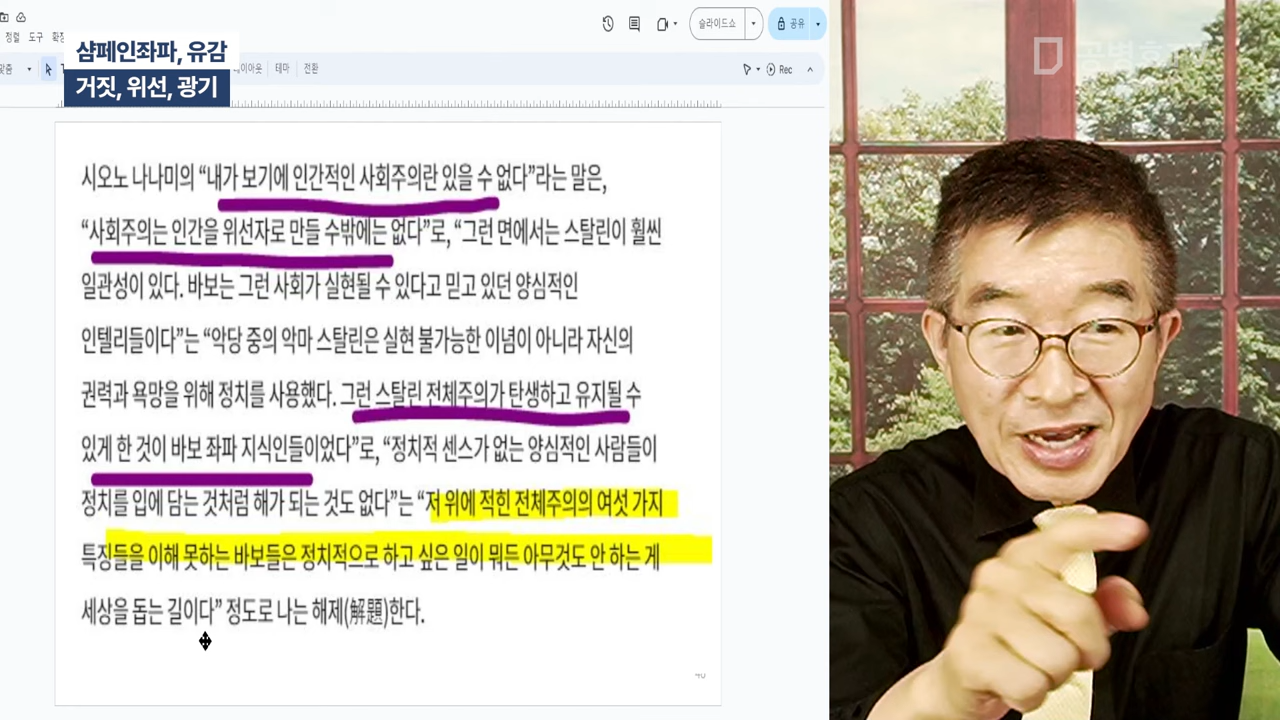 정렬 도구 확장
샴페인좌파, 유감
거짓, 위선, 광기
슬라이드쇼
공유
레이아웃 테마 전환
Rec
공병호TV
시오노 나나미의 “내가 보기에 인간적인 사회주의란 있을 수 없다”라는 말은,
“사회주의는 인간을 위선자로 만들 수밖에는 없다”로, “그런 면에서는 스탈린이 훨씬
일관성이 있다. 바보는 그런 사회가 실현될 수 있다고 믿고 있던 양심적인
인텔리들이다”는 “악당 중의 악마 스탈린은 실현 불가능한 이념이 아니라 자신의
권력과 욕망을 위해 정치를 사용했다. 그런 스탈린 전체주의가 탄생하고 유지될 수
있게 한 것이 바보 좌파 지식인들이었다”로, “정치적 센스가 없는 양심적인 사람들이
정치를 입에 담는 것처럼 해가 되는 것도 없다”는 “저 위에 적힌 전체주의의 여섯 가지
특징들을 이해 못하는 바보들은 정치적으로 하고 싶은 일이 뭐든 아무것도 안 하는 게
세상을 돕는 길이다” 정도로 나는 해제(解題)한다.